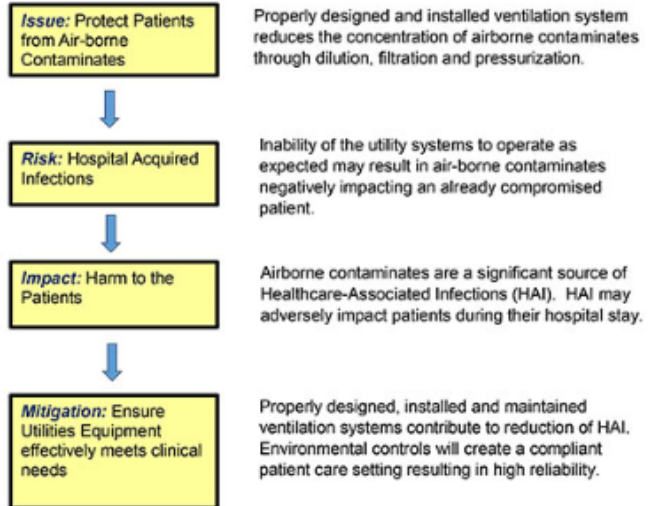 Issue: Protect Patients
from Air-borne
Contaminates
Properly designed and installed ventilation system
reduces the concentration of airborne contaminates
through dilution, filtration and pressurization.
Risk: Hospital Acquired
Infections
Inability of the utility systems to operate as
expected may result in air-borne contaminates
negatively impacting an already compromised
patient.
Impact: Harm to the
Patients
Airborne contaminates are a significant source of
Healthcare-Associated Infections (HAI). HAI may
adversely impact patients during their hospital stay.
Mitigation: Ensure
Utilities Equipment
effectively meets clinical
needs
Properly designed, installed and maintained
ventilation systems contribute to reduction of HAI.
Environmental controls will create a compliant
patient care setting resulting in high reliability.